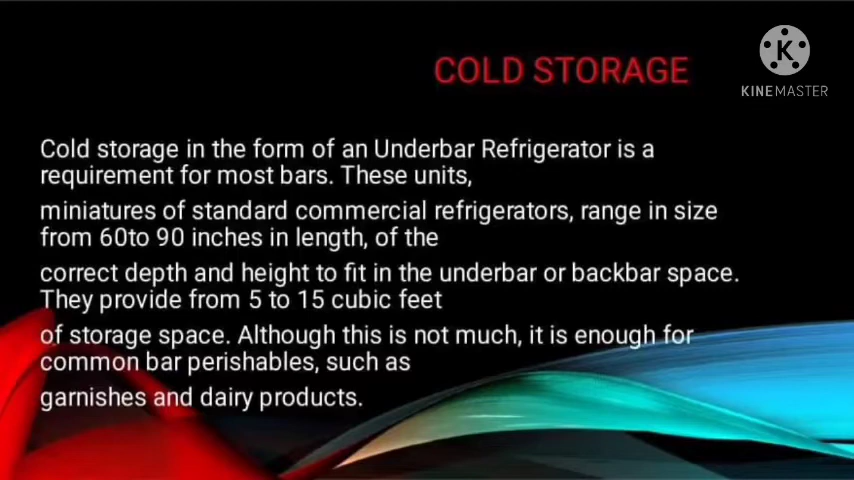 COLD STORAGE
K
KINEMASTER
Cold storage in the form of an Underbar Refrigerator is a
requirement for most bars. These units,
miniatures of standard commercial refrigerators, range in size
from 60to 90 inches in length, of the
correct depth and height to fit in the underbar or backbar space.
They provide from 5 to 15 cubic feet
of storage space. Although this is not much, it is enough for
common bar perishables, such as
garnishes and dairy products.